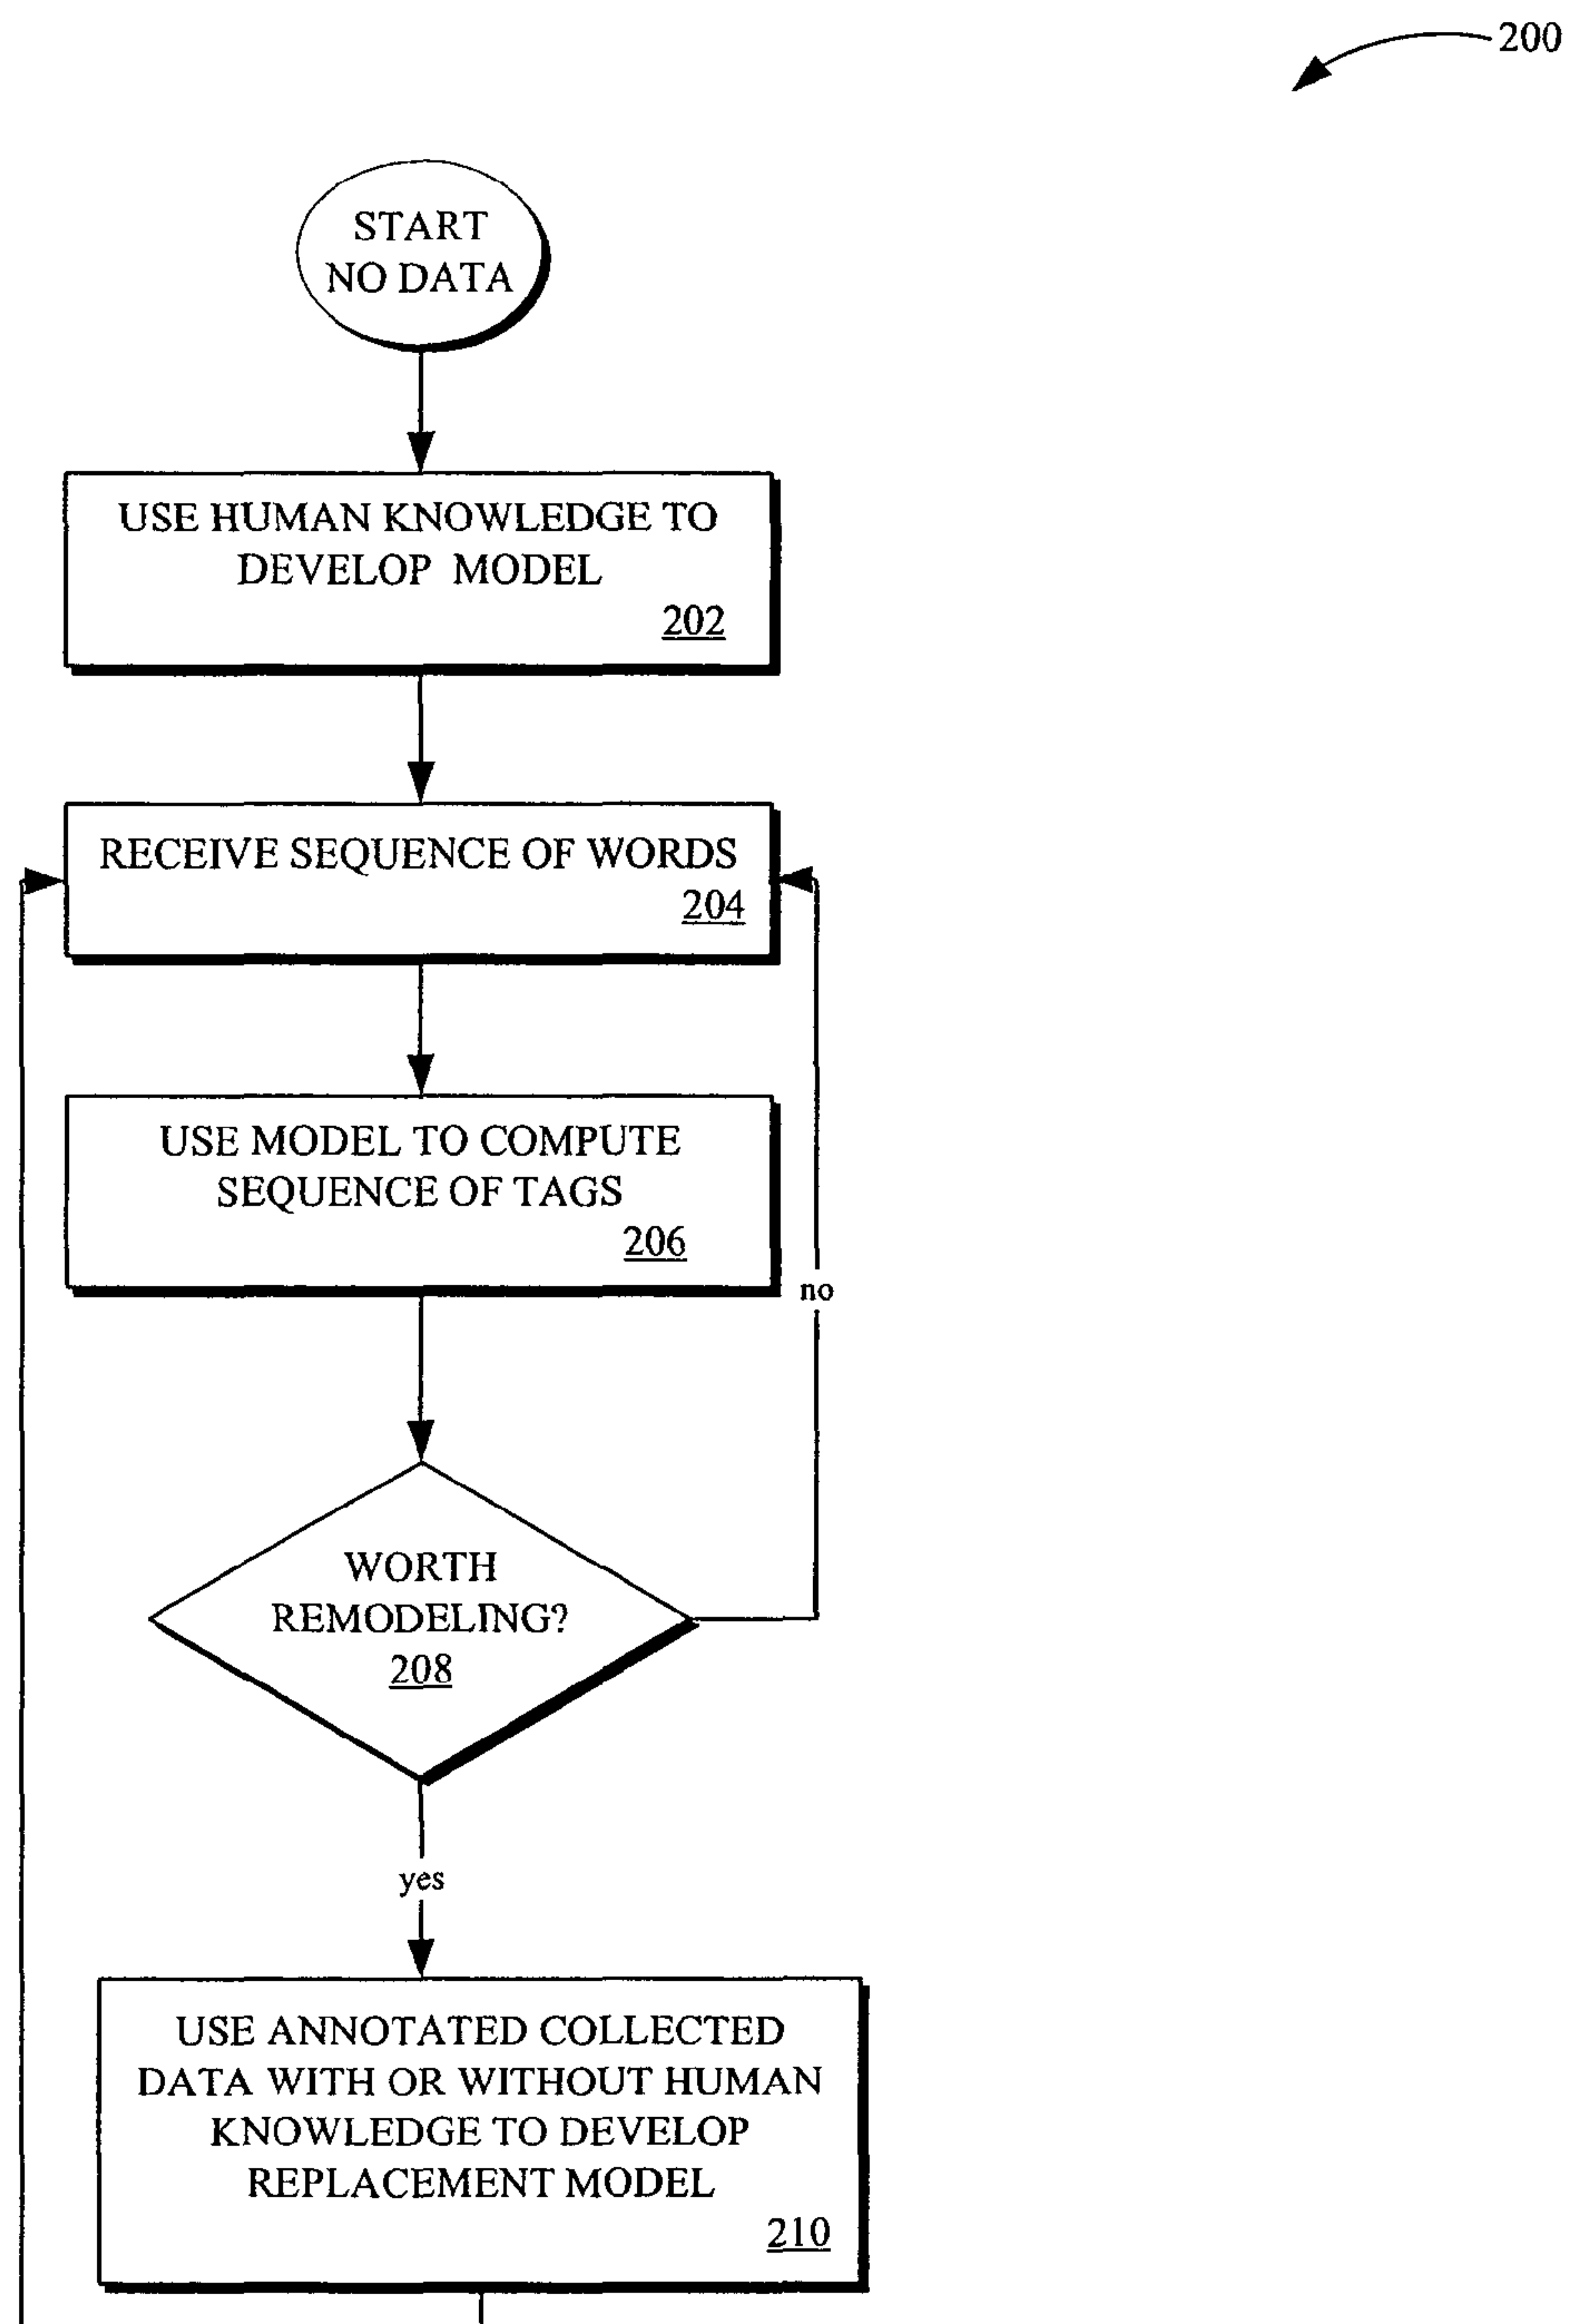 200
START
NO DATA
USE HUMAN KNOWLEDGE TO
DEVELOP MODEL
202
RECEIVE SEQUENCE OF WORDS
204
USE MODEL TO COMPUTE
SEQUENCE OF TAGS
206
no
WORTH
REMODELING?
208
yes
USE ANNOTATED COLLECTED
DATA WITH OR WITHOUT HUMAN
KNOWLEDGE TO DEVELOP
REPLACEMENT MODEL
210